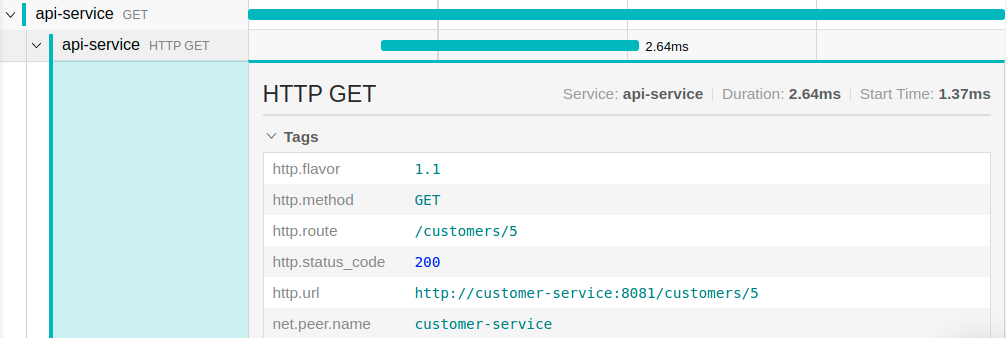 api-service GET
api-service HTTP GET 2.64ms
HTTP GET Service: api-service Duration: 2.64ms Start Time: 1.37ms
Tags
http.flavor 1.1
http.method GET
http.route /customers/5
http.status_code 200
http.url http://customer-service:8081/customers/5
net.peer.name customer-service